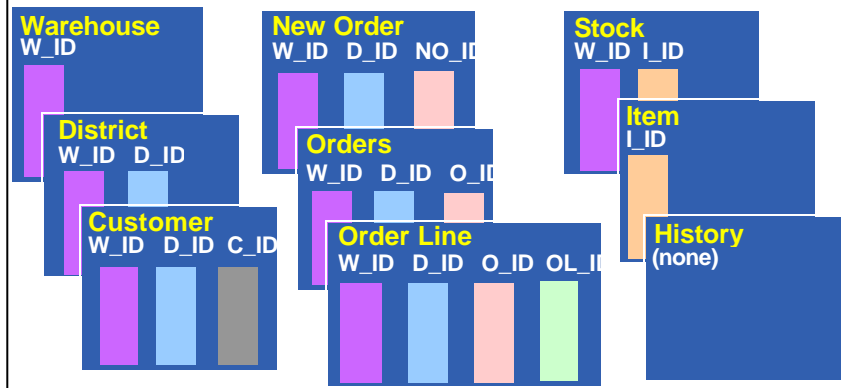 Warehouse
W_ID
District
W_ID D_ID
Customer
W_ID D_ID C_ID
New Order
W_ID D_ID NO_ID
Orders
W_ID D_ID O_ID
Order Line
W_ID D_ID O_ID OL_ID
Stock
W_ID I_ID
Item
I_ID
History
(none)